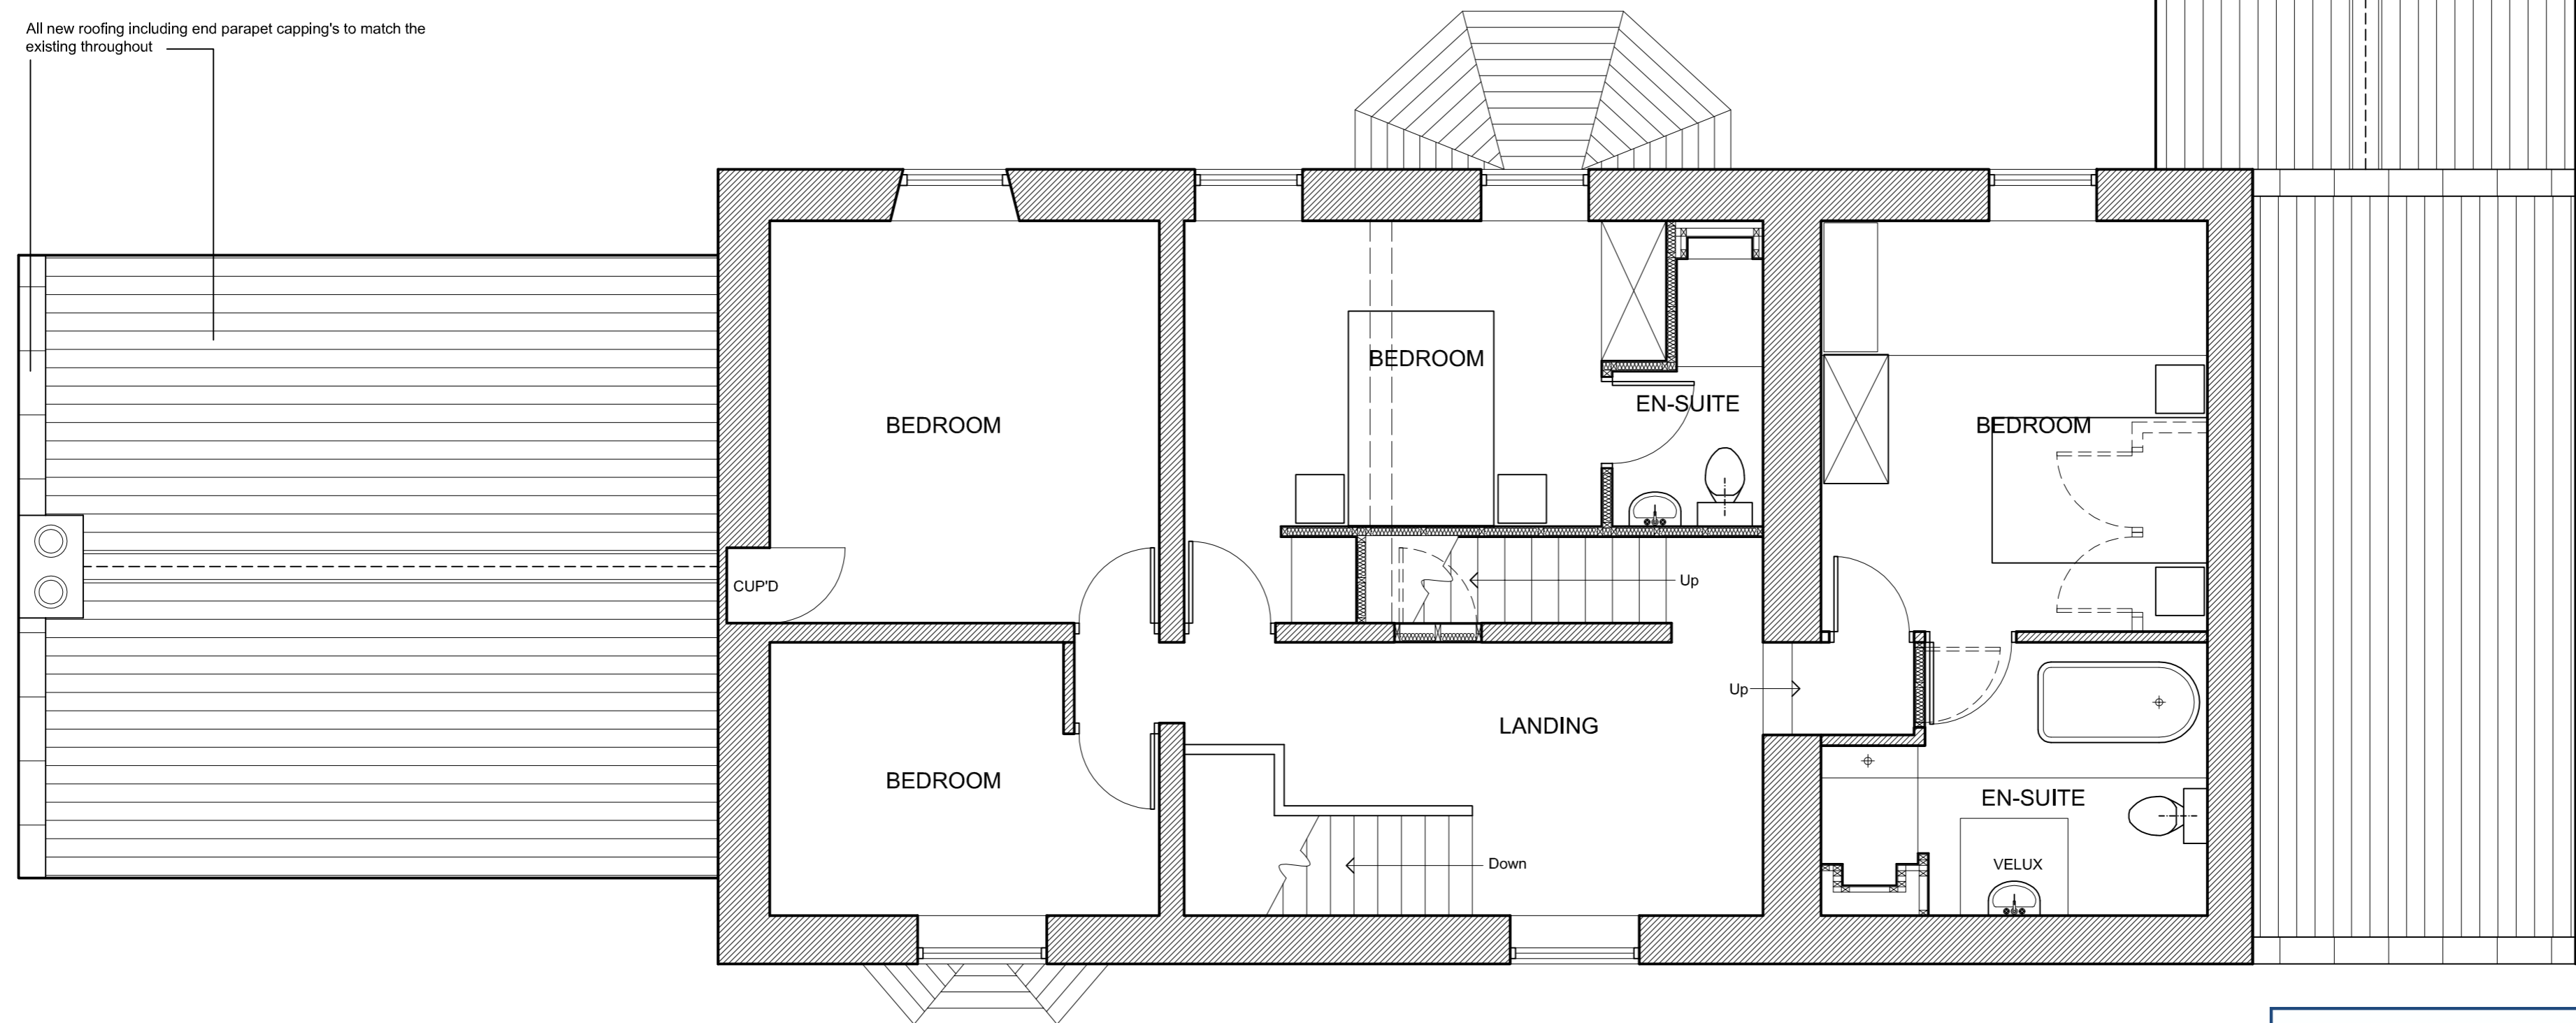 All new roofing including end parapet capping's to match the
existing throughout
BEDROOM
EN-SUITE
BEDROOM
BEDROOM
CUP'D
Up
Up
LANDING
BEDROOM
EN-SUITE
Down
VELUX